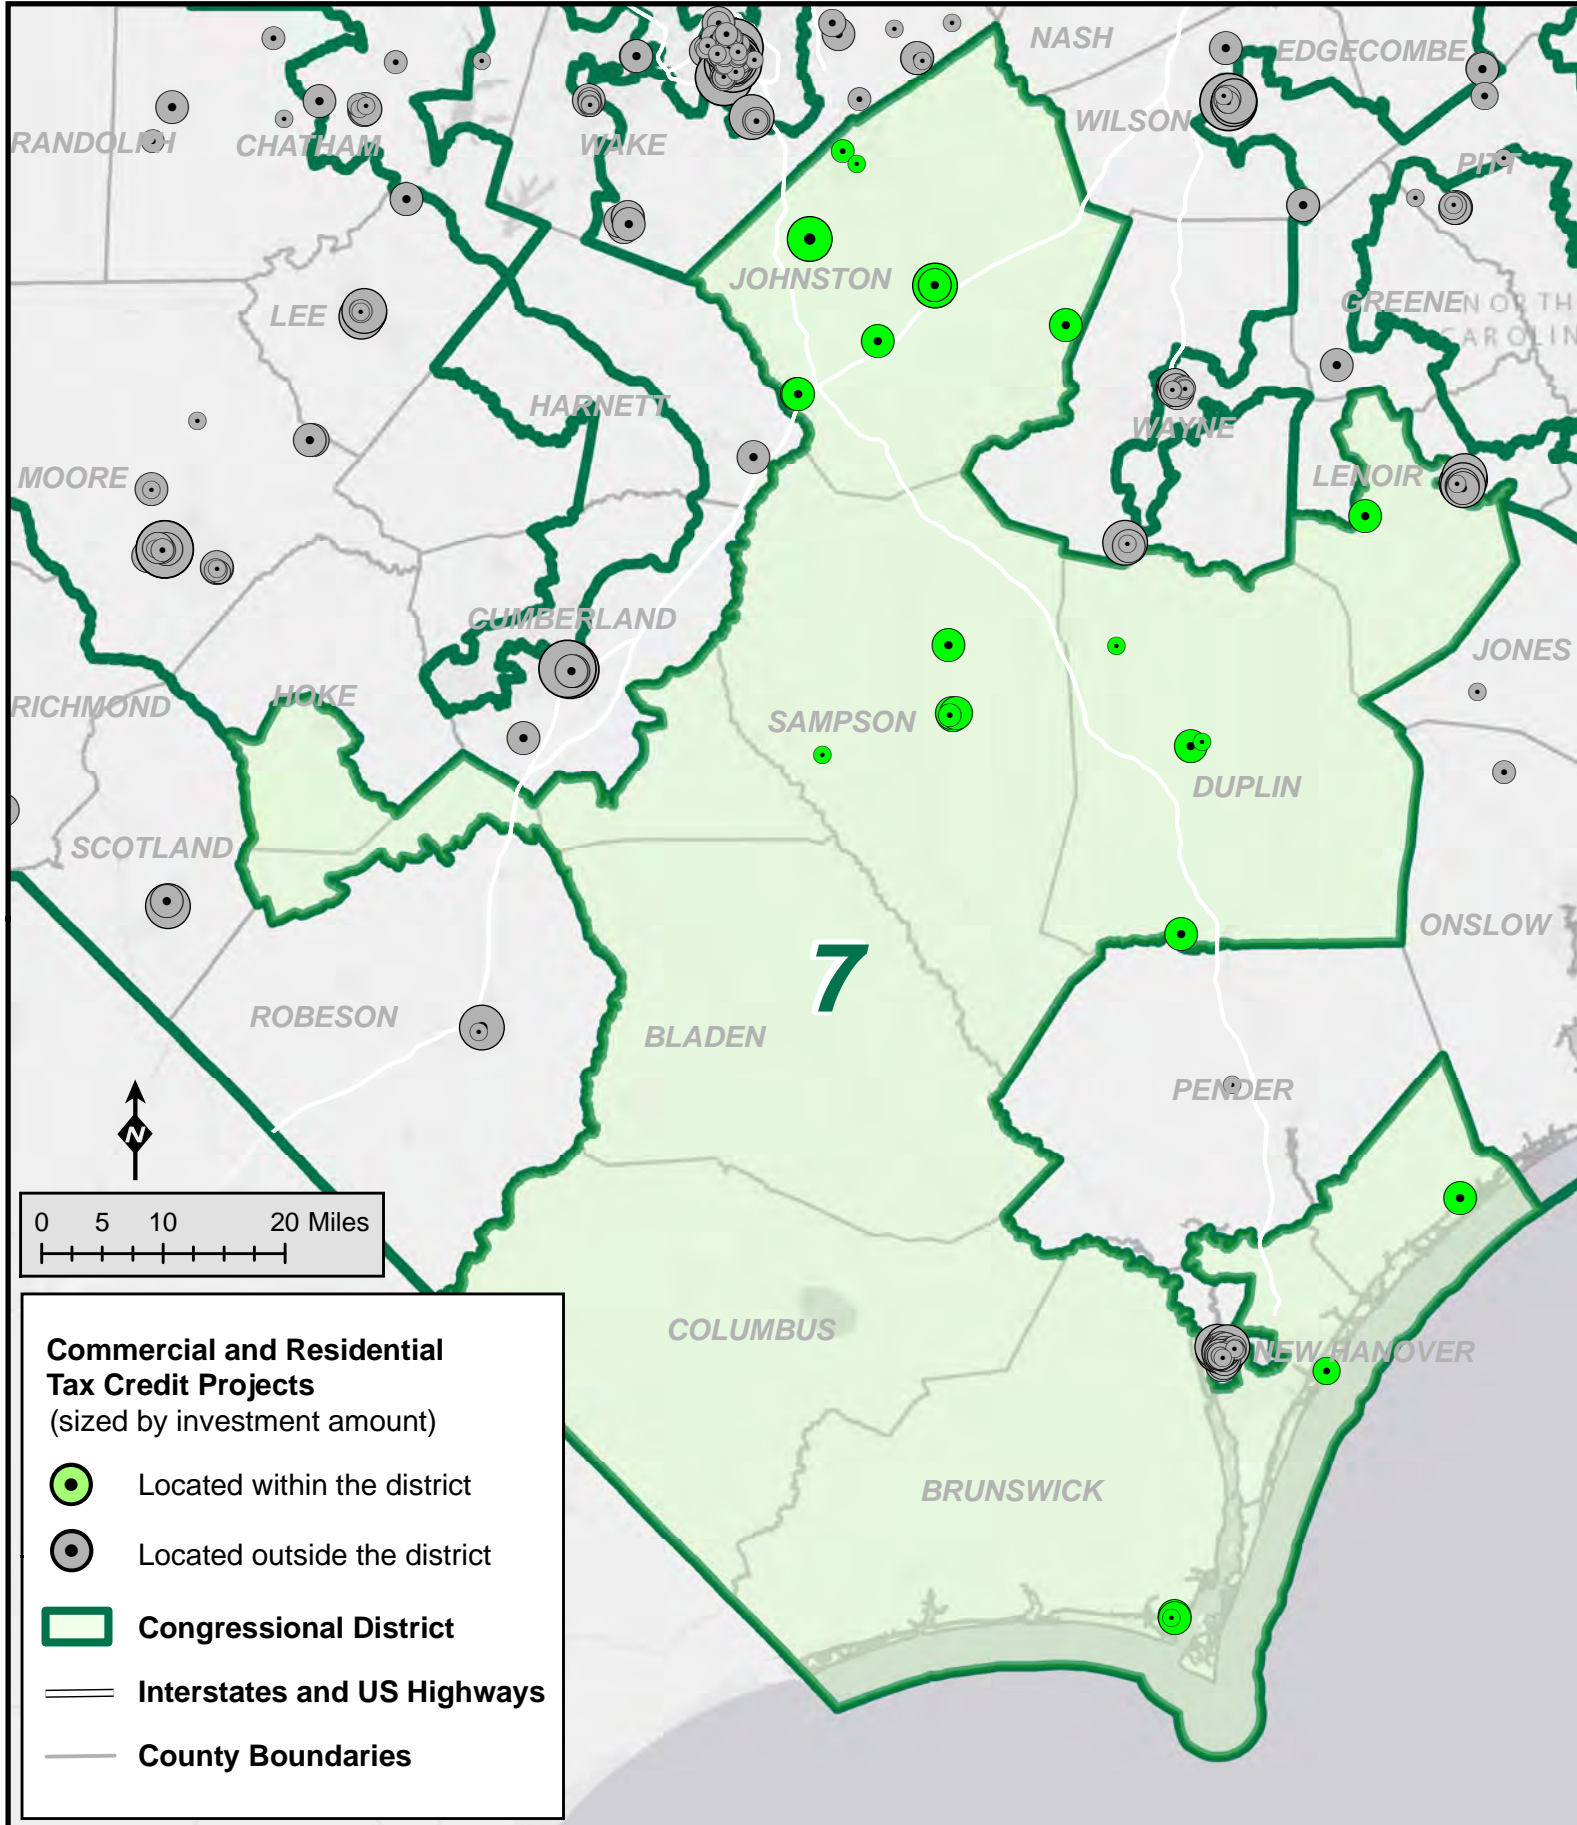 NASH
EDGECOMBE
WILSON
RANDOLPH
CHATHAM
WAKE
PITT
JOHNSTON
GREENE
NORTH
CAROLIN
LEE
HARNETT
WAYNE
MOORE
LENOIR
CUMBERLAND
JONES
RICHMOND
HOKE
SAMPSON
DUPLIN
SCOTLAND
ONSLOW
7
ROBESON
BLADEN
PENDER
N
0 5 10 20 Miles
COLUMBUS
NEW HANOVER
BRUNSWICK
Commercial and Residential
Tax Credit Projects
(sized by investment amount)
Located within the district
Located outside the district
Congressional District
Interstates and US Highways
County Boundaries